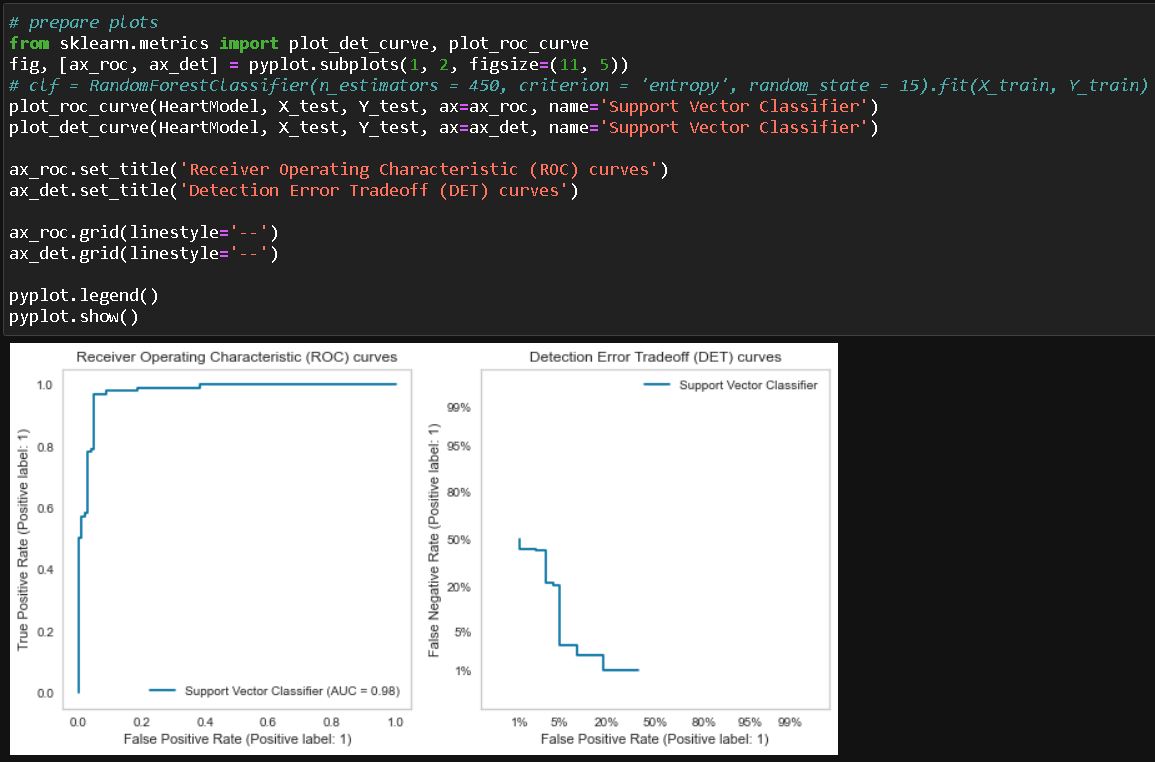 # prepare plots
from sklearn.metrics import plot_det_curve, plot_roc_curve
fig, [ax_roc, ax_det] = pyplot.subplots(1, 2, figsize=(11, 5))
# clf = RandomForestClassifier(n_estimators = 450, criterion = 'entropy', random_state = 15).fit(X_train, Y_train)
plot_roc_curve(HeartModel, X_test, Y_test, ax=ax_roc, name='Support Vector Classifier')
plot_det_curve(HeartModel, X_test, Y_test, ax=ax_det, name='Support Vector Classifier')
ax_roc.set_title('Receiver Operating Characteristic (ROC) curves')
ax_det.set_title('Detection Error Tradeoff (DET) curves')
ax_roc.grid(linestyle='--')
ax_det.grid(linestyle='--')
pyplot.legend()
pyplot.show()
Receiver Operating Characteristic (ROC) curves
True Positive Rate (Positive label: 1)
1.0
0.8
0.6
0.4
0.2
0.0
Support Vector Classifier (AUC = 0.98)
0.0 0.2 0.4 0.6 0.8 1.0
False Positive Rate (Positive label: 1)
Detection Error Tradeoff (DET) curves
Support Vector Classifier
False Negative Rate (Positive label: 1)
99%
95%
80%
50%
20%
5%
1%
1% 5% 20% 50% 80% 95% 99%
False Positive Rate (Positive label: 1)